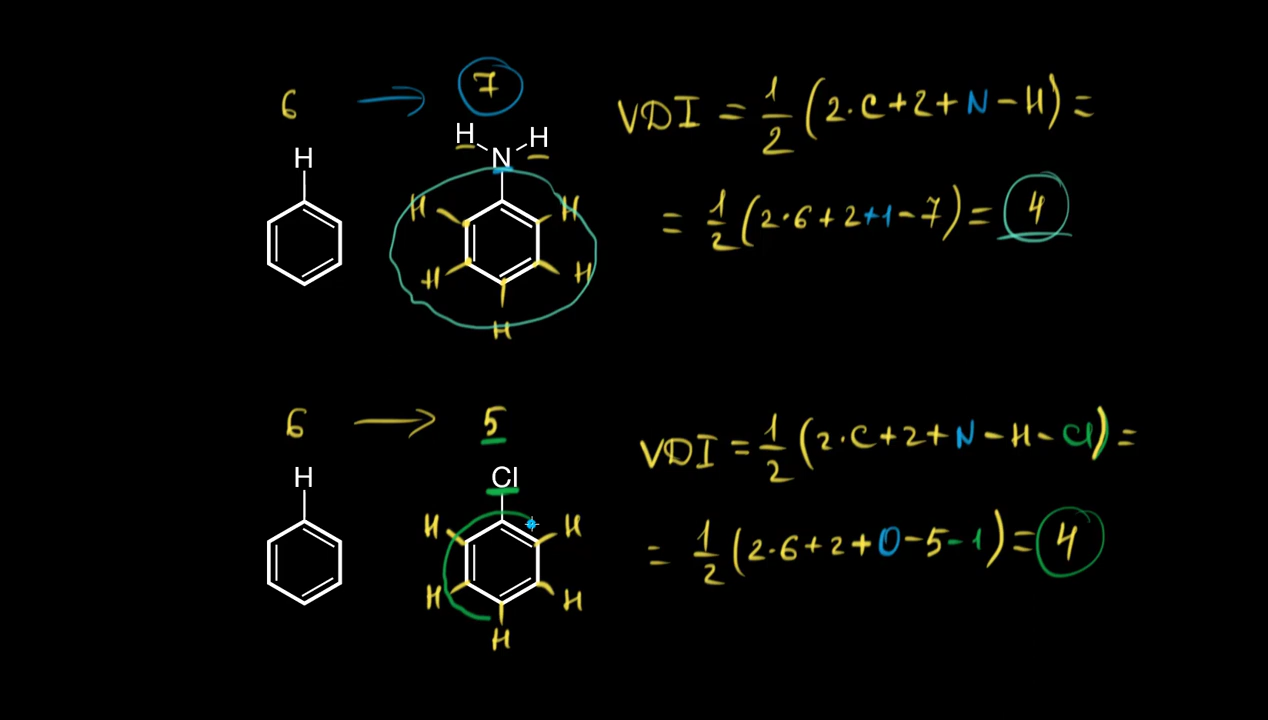 6 → 7
VDI = 1/2 (2·C+2+N-H) =
H
H N H
= 1/2 (2·6+2+1-7) = 4
H H
H H
H
6 → 5
VDI = 1/2 (2·C+2+N-H-Cl) =
H Cl
H H
= 1/2 (2·6+2+0-5-1) = 4
H H
H